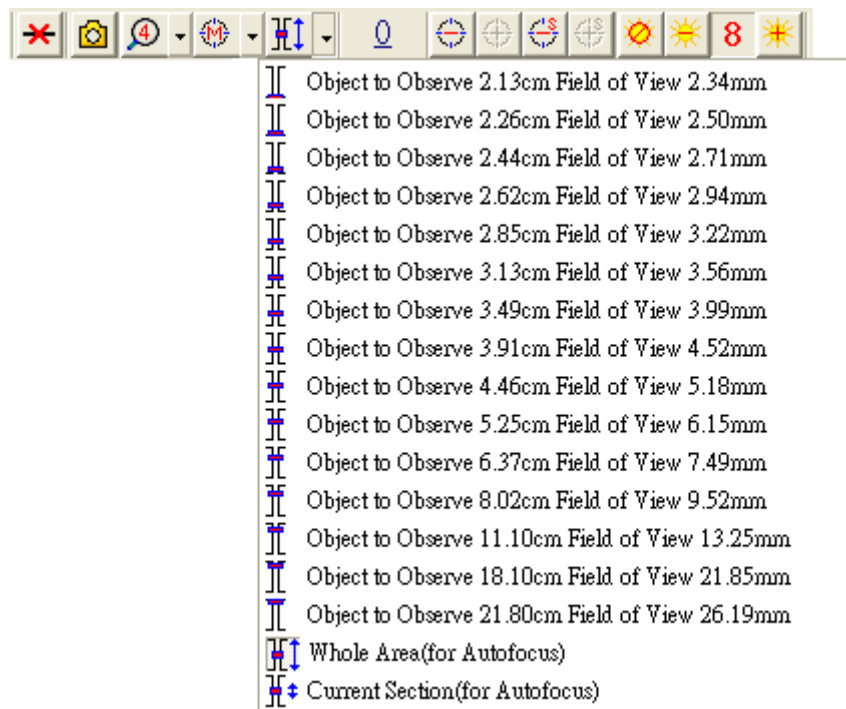 4 M 0 S S 8
Object to Observe 2.13cm Field of View 2.34mm
Object to Observe 2.26cm Field of View 2.50mm
Object to Observe 2.44cm Field of View 2.71mm
Object to Observe 2.62cm Field of View 2.94mm
Object to Observe 2.85cm Field of View 3.22mm
Object to Observe 3.13cm Field of View 3.56mm
Object to Observe 3.49cm Field of View 3.99mm
Object to Observe 3.91cm Field of View 4.52mm
Object to Observe 4.46cm Field of View 5.18mm
Object to Observe 5.25cm Field of View 6.15mm
Object to Observe 6.37cm Field of View 7.49mm
Object to Observe 8.02cm Field of View 9.52mm
Object to Observe 11.10cm Field of View 13.25mm
Object to Observe 18.10cm Field of View 21.85mm
Object to Observe 21.80cm Field of View 26.19mm
Whole Area(for Autofocus)
Current Section(for Autofocus)